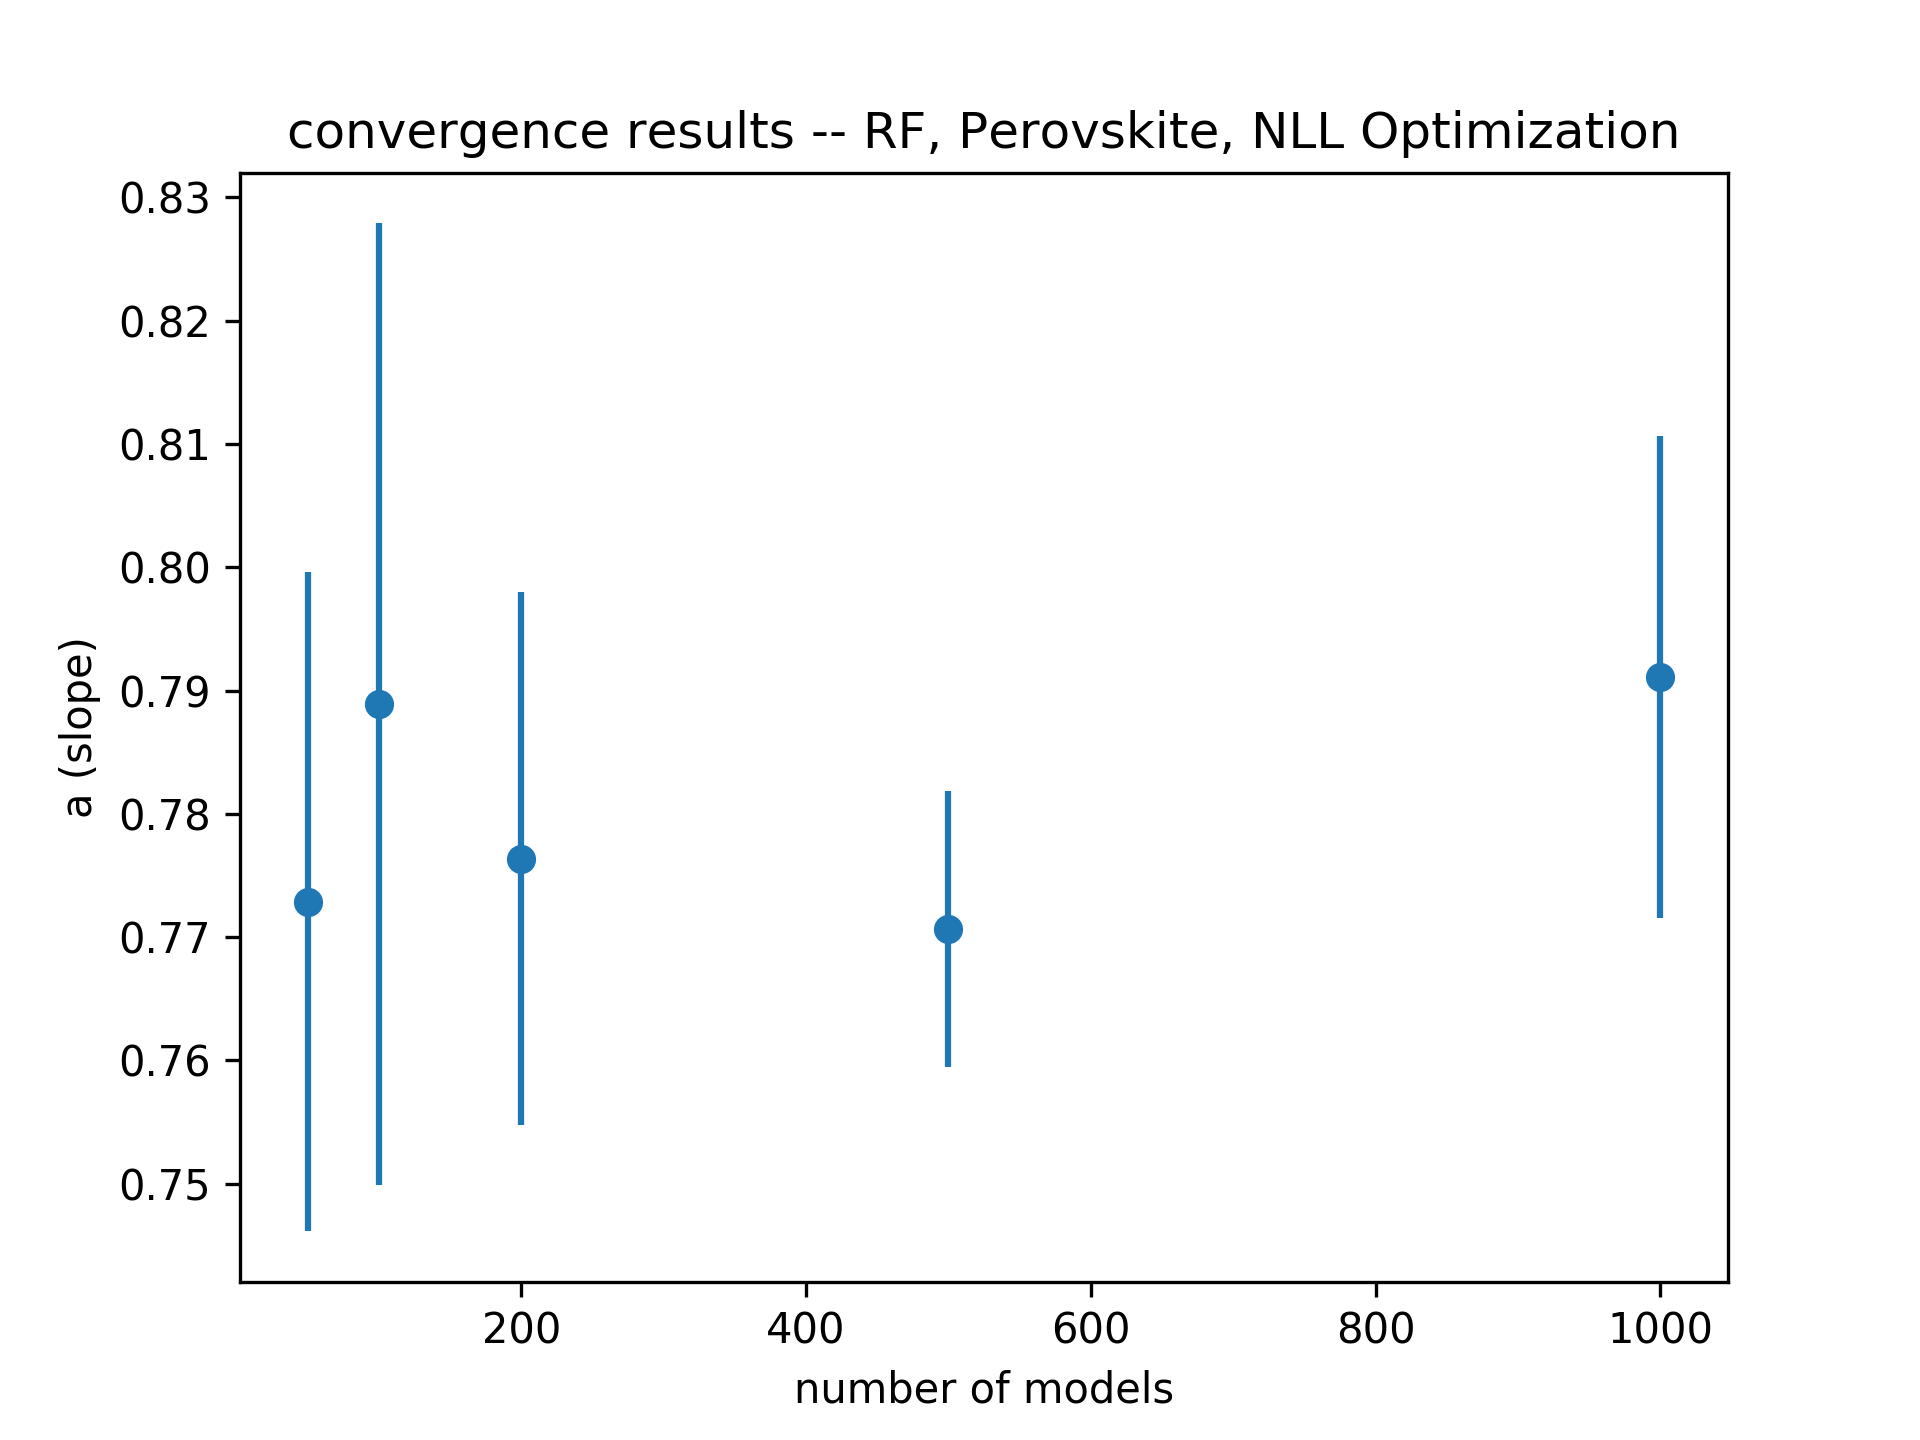 convergence results -- RF, Perovskite, NLL Optimization
0.83
0.82
0.81
0.80
0.79
0.78
0.77
0.76
0.75
a (slope)
200 400 600 800 1000
number of models